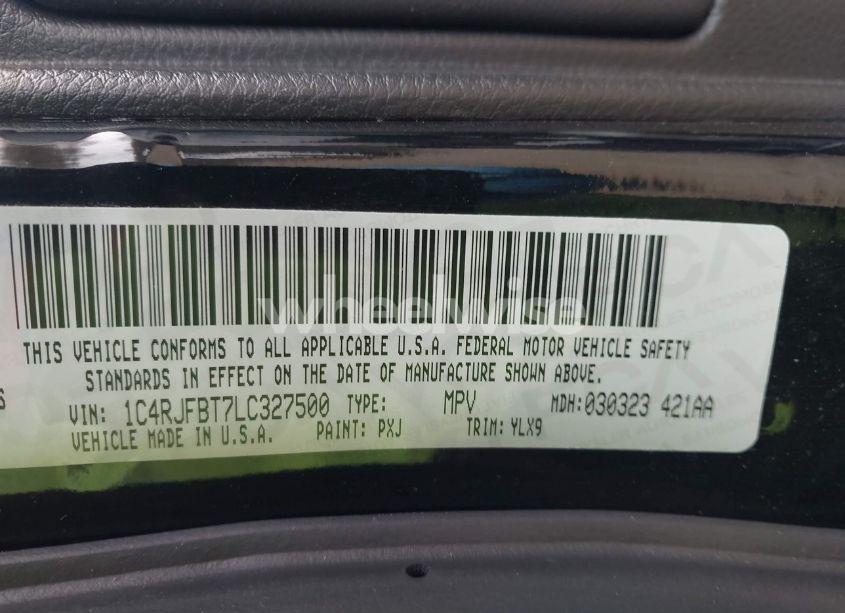 wheelwise
THIS VEHICLE CONFORMS TO ALL APPLICABLE U.S.A. FEDERAL MOTOR VEHICLE SAFETY
STANDARDS IN EFFECT ON THE DATE OF MANUFACTURE SHOWN ABOVE.
VIN: 1C4RJFBT7LC327500 TYPE: MPV MDH:030323 421AA
VEHICLE MADE IN U.S.A. PAINT: PXJ TRIM: YLX9